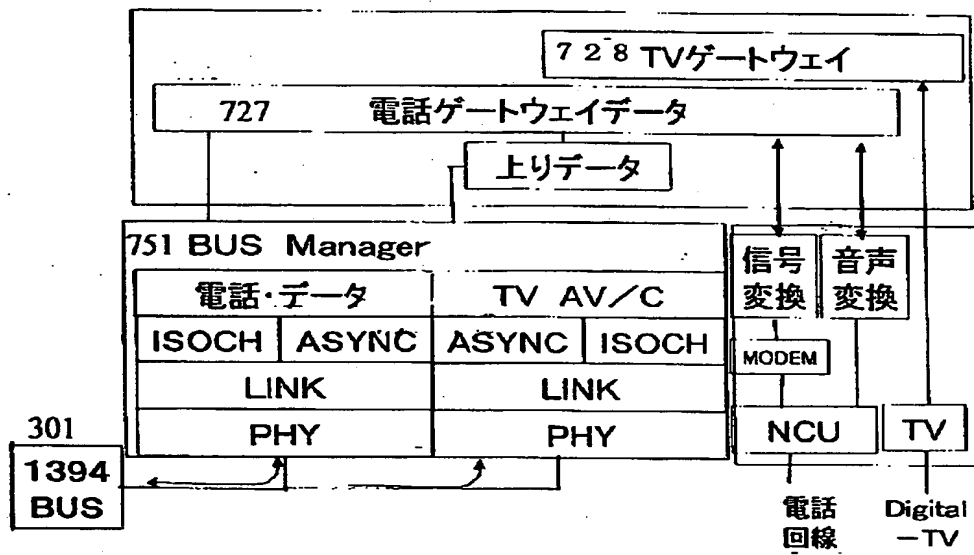 728 TVゲートウェイ
727 電話ゲートウェイデータ
上りデータ
751 BUS Manager
電話・データ
TV AV/C
ISOCH
ASYNC
ASYNC
ISOCH
LINK
LINK
PHY
PHY
信号
変換
音声
変換
MODEM
NCU
TV
301
1394
BUS
電話
回線
Digital
-TV